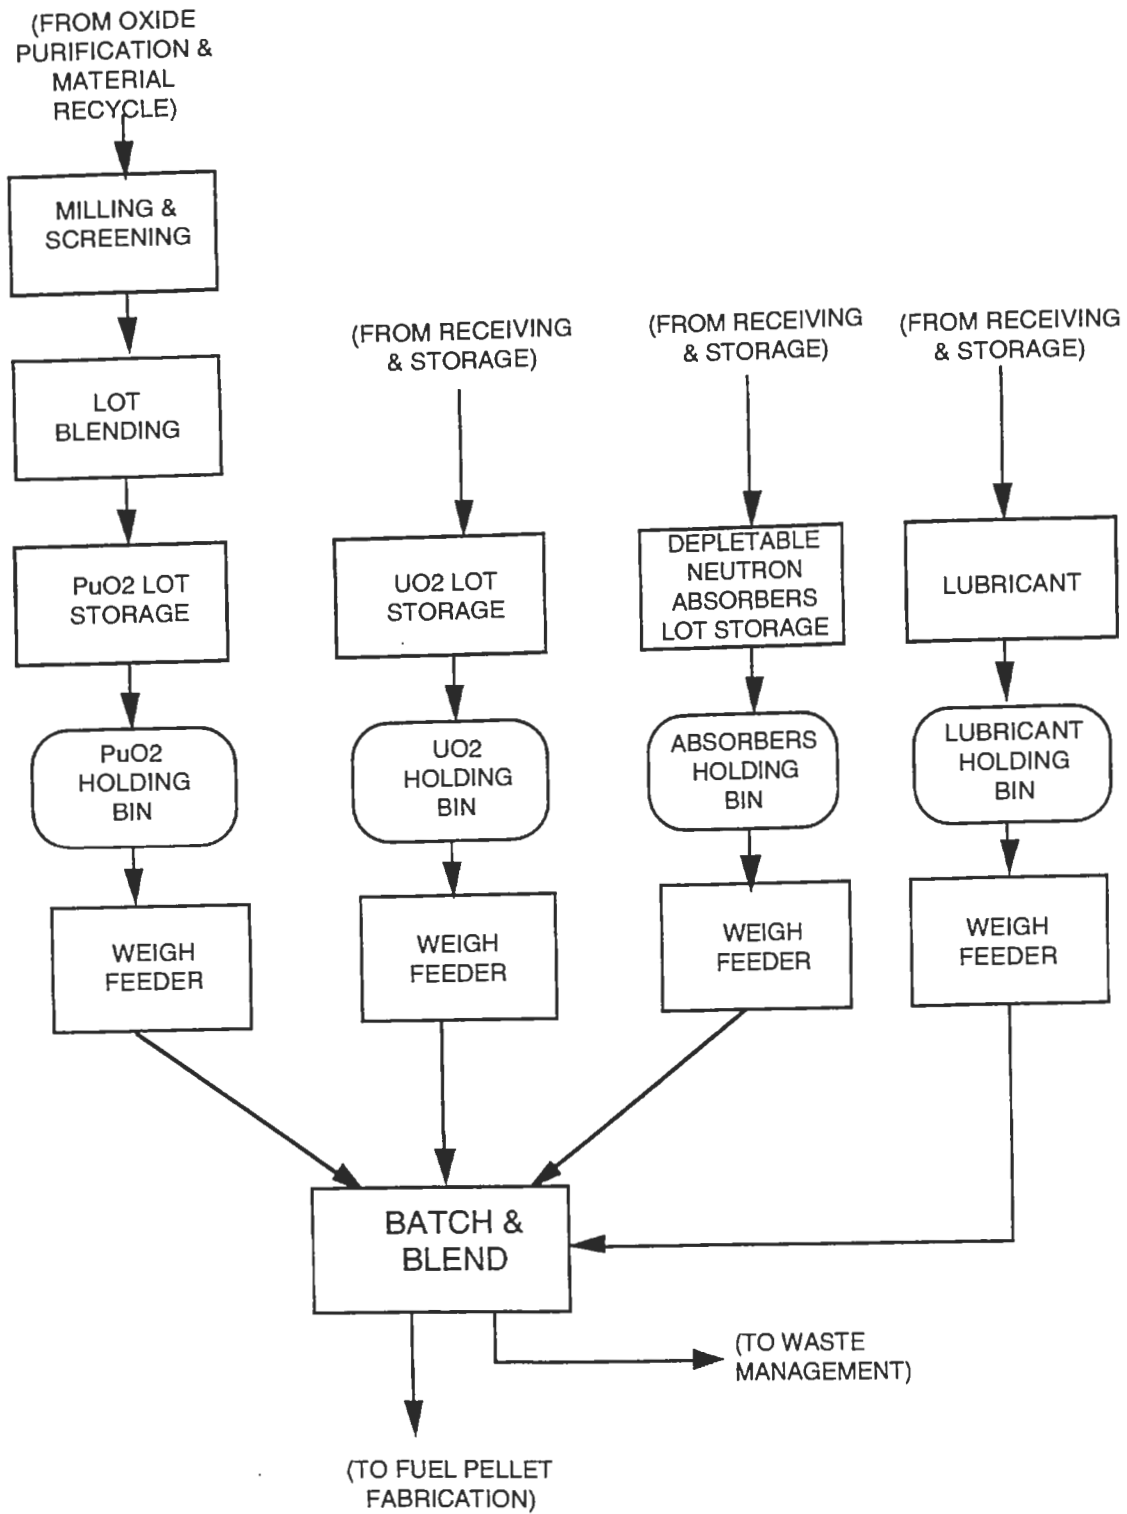 (FROM OXIDE
PURIFICATION &
MATERIAL
RECYCLE)
MILLING &
SCREENING
LOT
BLENDING
PuO2 LOT
STORAGE
PuO2
HOLDING
BIN
WEIGH
FEEDER
(FROM RECEIVING
& STORAGE)
UO2 LOT
STORAGE
UO2
HOLDING
BIN
WEIGH
FEEDER
(FROM RECEIVING
& STORAGE)
DEPLETABLE
NEUTRON
ABSORBERS
LOT STORAGE
ABSORBERS
HOLDING
BIN
WEIGH
FEEDER
(FROM RECEIVING
& STORAGE)
LUBRICANT
LUBRICANT
HOLDING
BIN
WEIGH
FEEDER
BATCH &
BLEND
(TO WASTE
MANAGEMENT)
(TO FUEL PELLET
FABRICATION)